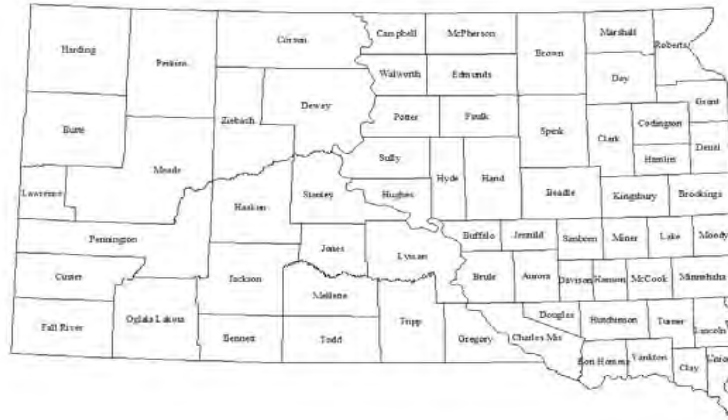 Harding
Perkins
Corson
Campbell
McPherson
Brown
Marshall
Roberts
Walworth
Edmunds
Day
Butte
Ziebach
Dewey
Potter
Faulk
Spink
Clark
Codington
Grant
Deuel
Hamlin
Meade
Sully
Hyde
Hand
Lawrence
Haakon
Stanley
Hughes
Beadle
Kingsbury
Brookings
Pennington
Jones
Lyman
Buffalo
Jerauld
Sanborn
Miner
Lake
Moody
Custer
Jackson
Brule
Aurora
Davison
Hanson
McCook
Minnehaha
Mellette
Fall River
Oglala Lakota
Bennett
Todd
Tripp
Gregory
Charles Mix
Douglas
Hutchinson
Turner
Lincoln
Bon Homme
Yankton
Clay
Union